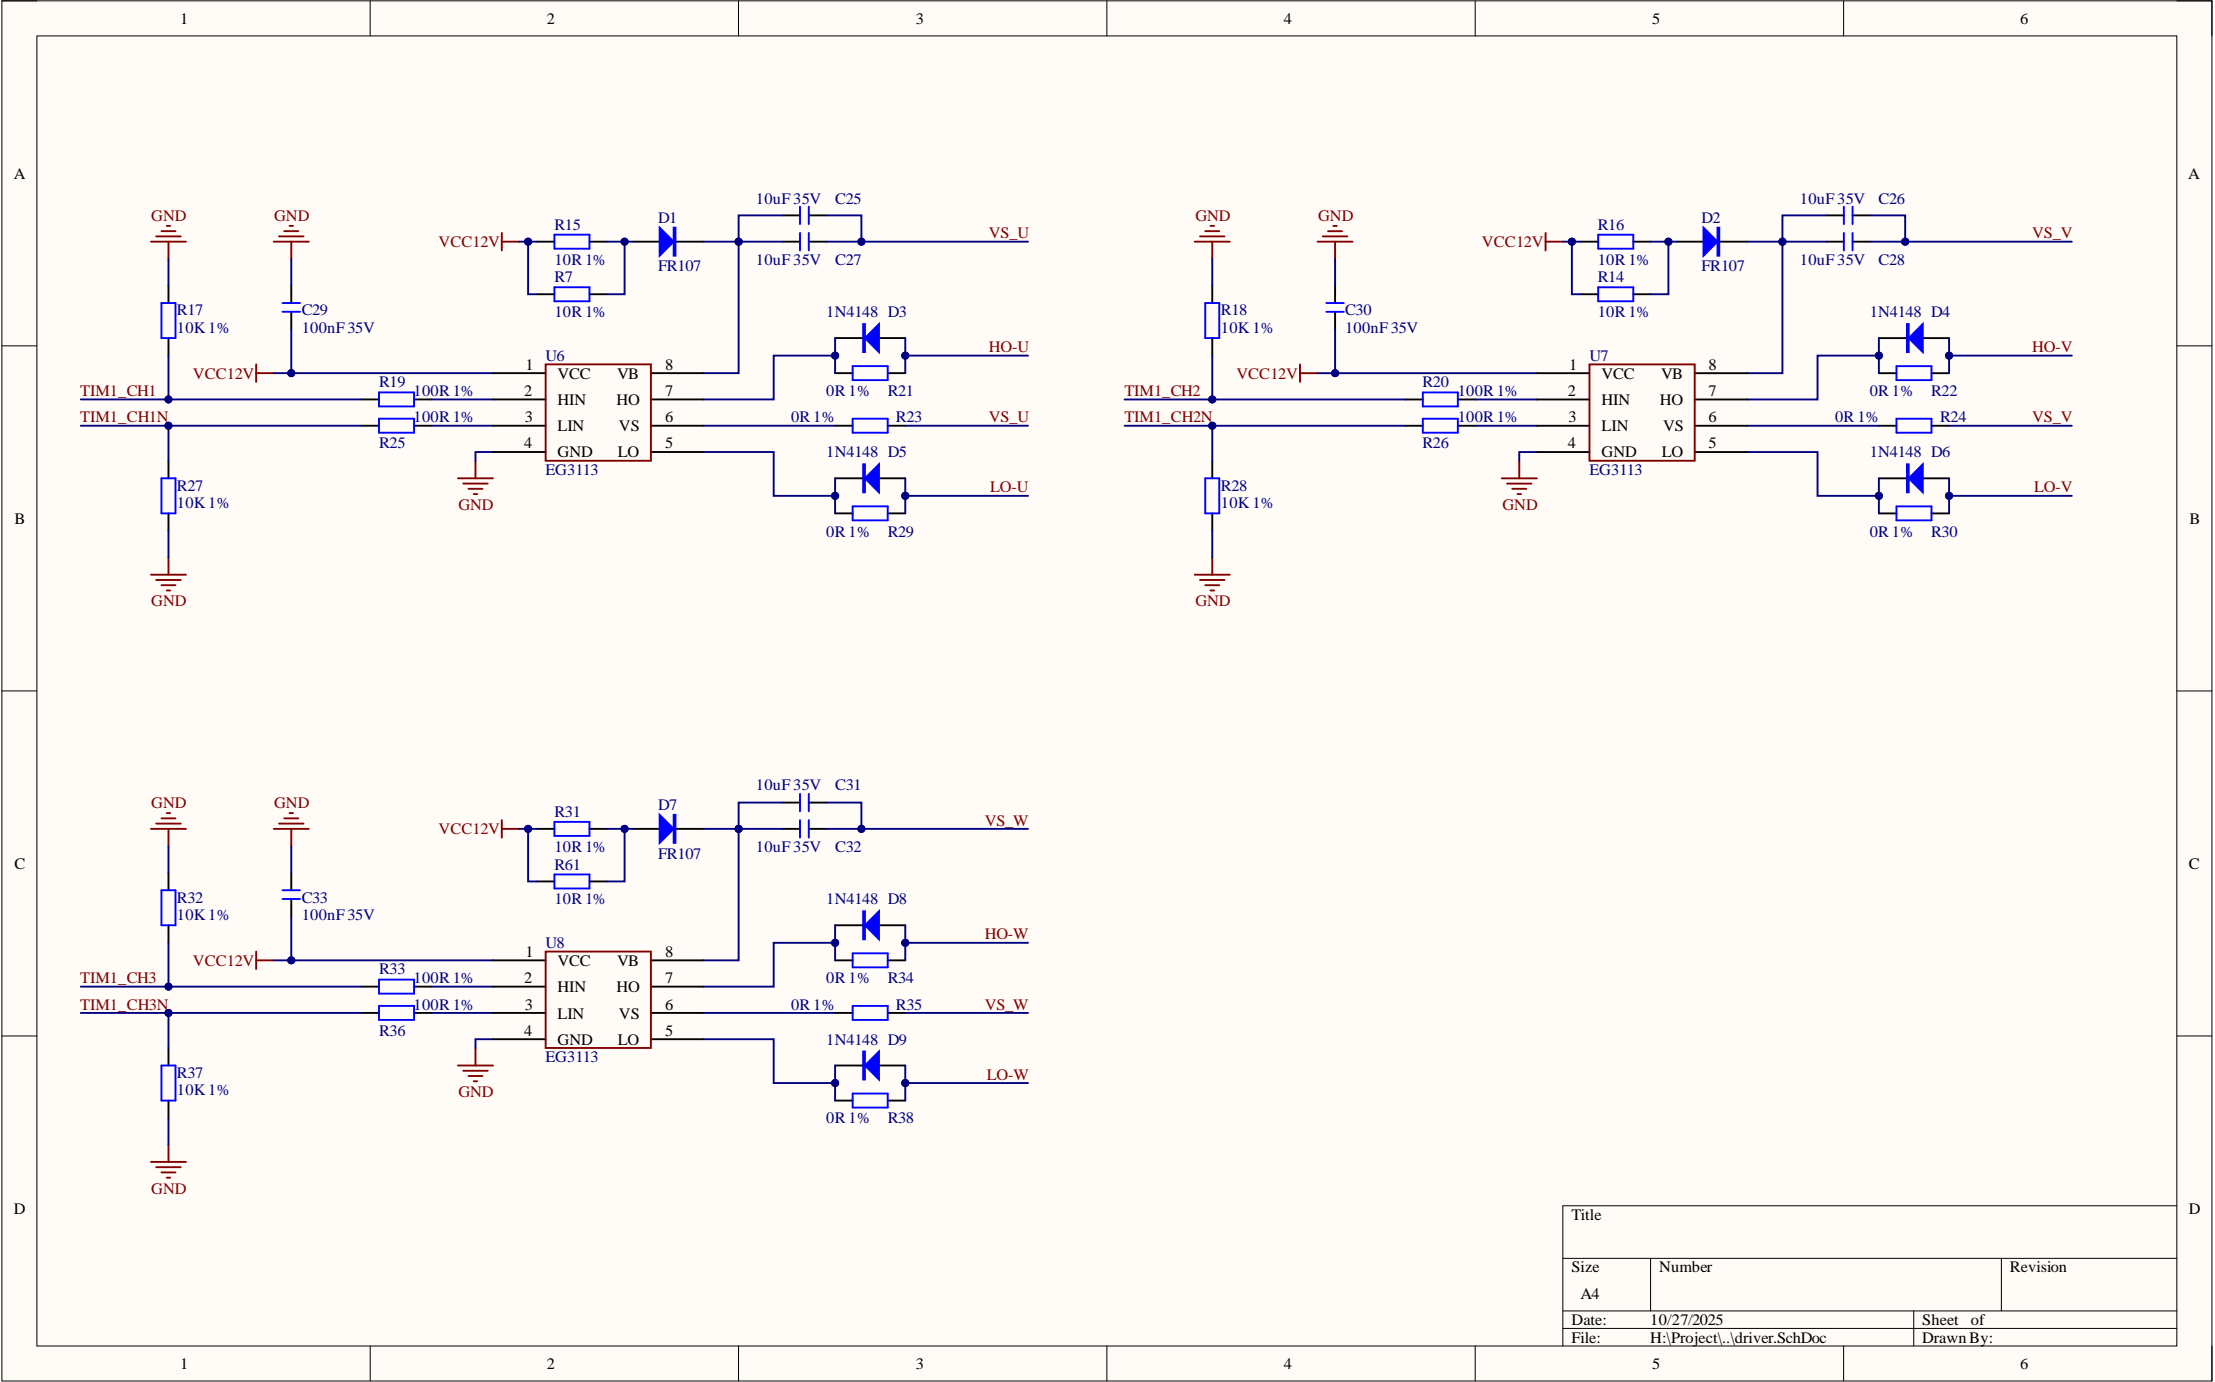 1 2 3 4 5 6
A A
10uF 35V C25
GND GND R15 D1 VS_U
VCC12V
10R 1% FR107 10uF 35V C27
R7
10R 1%
R17 C29
10K 1% 100nF 35V
1N4148 D3
HO-U
U6
VCC12V 1 VCC VB 8
TIM1_CH1 R19 100R 1% 2 HIN HO 7 0R 1% R21
TIM1_CH1N 100R 1% 3 LIN VS 6 0R 1% R23 VS_U
R25
4 GND LO 5 1N4148 D5
EG3113
R27
10K 1%
LO-U
GND
0R 1% R29
GND
10uF 35V C26
GND GND R16 D2 VS_V
VCC12V
10R 1% FR107 10uF 35V C28
R14
10R 1%
R18 C30
10K 1% 100nF 35V
1N4148 D4
HO-V
U7
VCC12V 1 VCC VB 8
TIM1_CH2 R20 100R 1% 2 HIN HO 7 0R 1% R22
TIM1_CH2N 100R 1% 3 LIN VS 6 0R 1% R24 VS_V
R26
4 GND LO 5 1N4148 D6
EG3113
R28
10K 1%
LO-V
GND
0R 1% R30
GND
B B
10uF 35V C31
GND GND R31 D7 VS_W
VCC12V
10R 1% FR107 10uF 35V C32
R61
10R 1%
C C
R32 C33
10K 1% 100nF 35V
1N4148 D8
HO-W
U8
VCC12V 1 VCC VB 8
TIM1_CH3 R33 100R 1% 2 HIN HO 7 0R 1% R34
TIM1_CH3N 100R 1% 3 LIN VS 6 0R 1% R35 VS_W
R36
4 GND LO 5 1N4148 D9
EG3113
R37
10K 1%
LO-W
GND
0R 1% R38
GND
D D
Title
Size Number Revision
A4
Date: 10/27/2025 Sheet of
File: H:\Project\..\driver.SchDoc Drawn By:
1 2 3 4 5 6